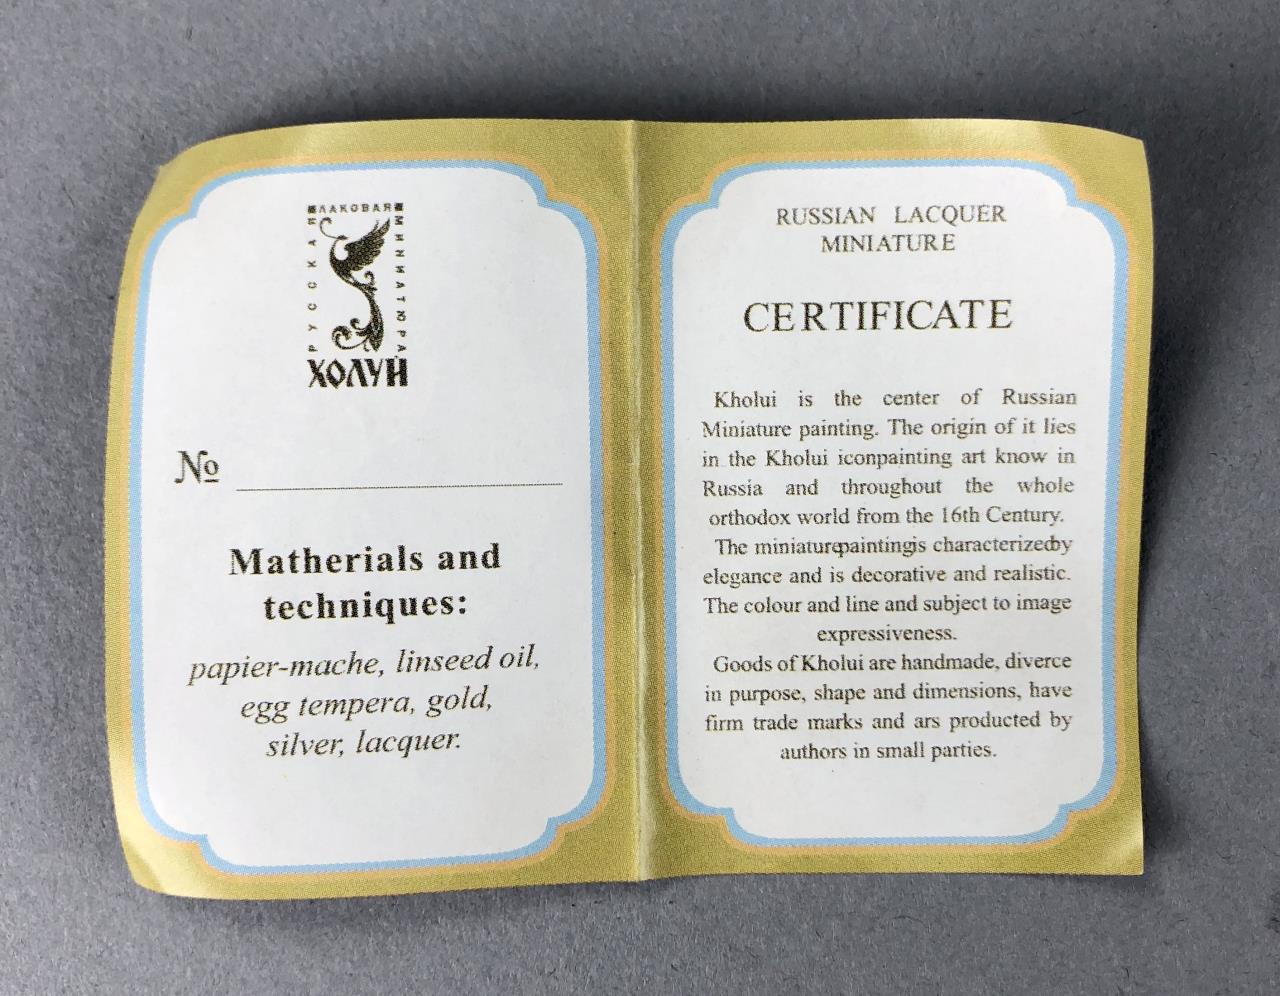 РУССКАЯ
ЛАКОВАЯ
МИНИАТЮРА
ХОЛУЙ
№
Matherials and
techniques:
papier-mache, linseed oil,
egg tempera, gold,
silver, lacquer.
RUSSIAN LACQUER
MINIATURE
CERTIFICATE
Kholui is the center of Russian
Miniature painting. The origin of it lies
in the Kholui iconpainting art know in
Russia and throughout the whole
orthodox world from the 16th Century.
The miniaturepaintingis characterizedby
elegance and is decorative and realistic.
The colour and line and subject to image
expressiveness.
Goods of Kholui are handmade, diverce
in purpose, shape and dimensions, have
firm trade marks and ars producted by
authors in small parties.